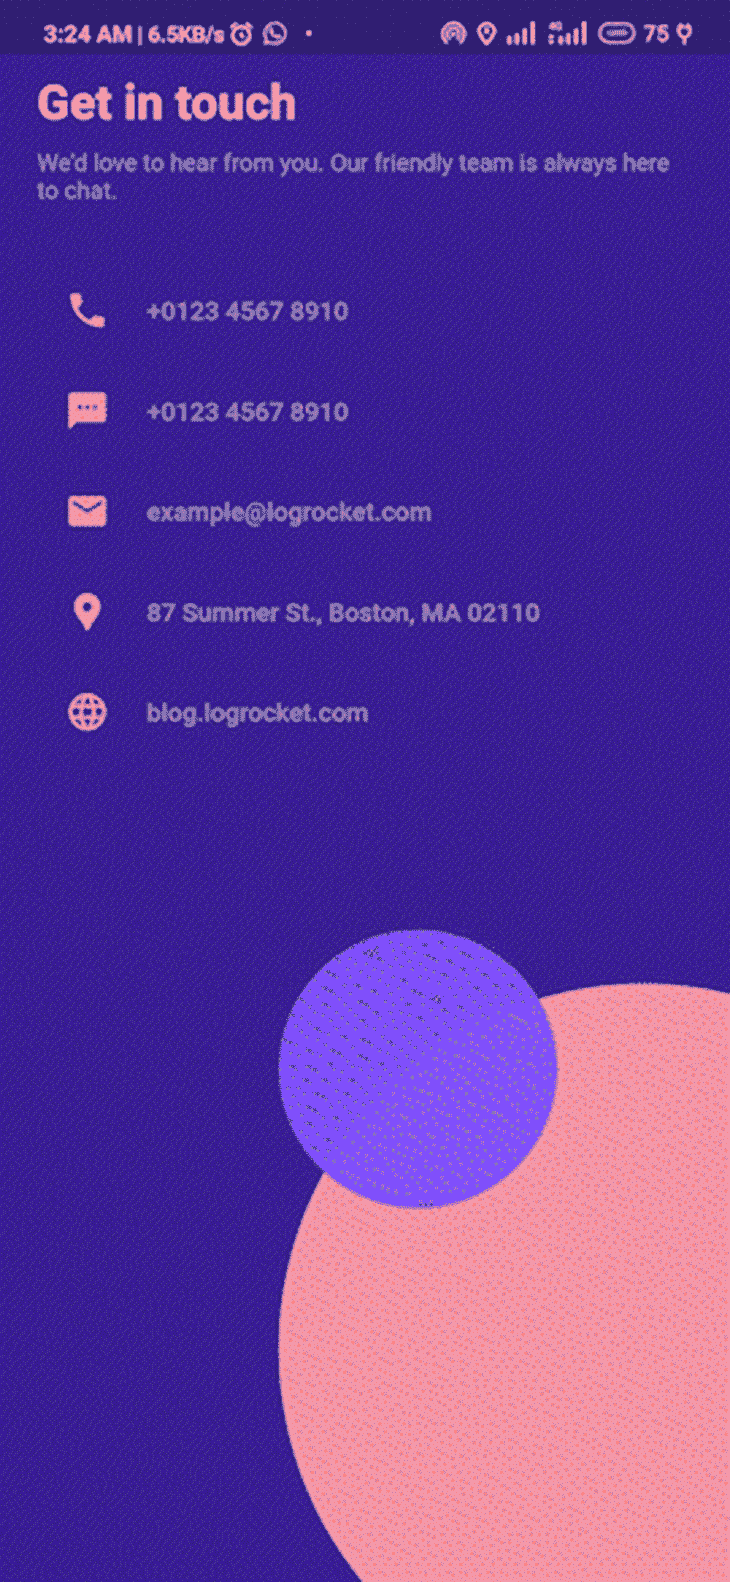 3:24 AM | 6.5KB/s 4G 75
Get in touch
We'd love to hear from you. Our friendly team is always here
to chat.
+0123 4567 8910
+0123 4567 8910
example@logrocket.com
87 Summer St., Boston, MA 02110
blog.logrocket.com